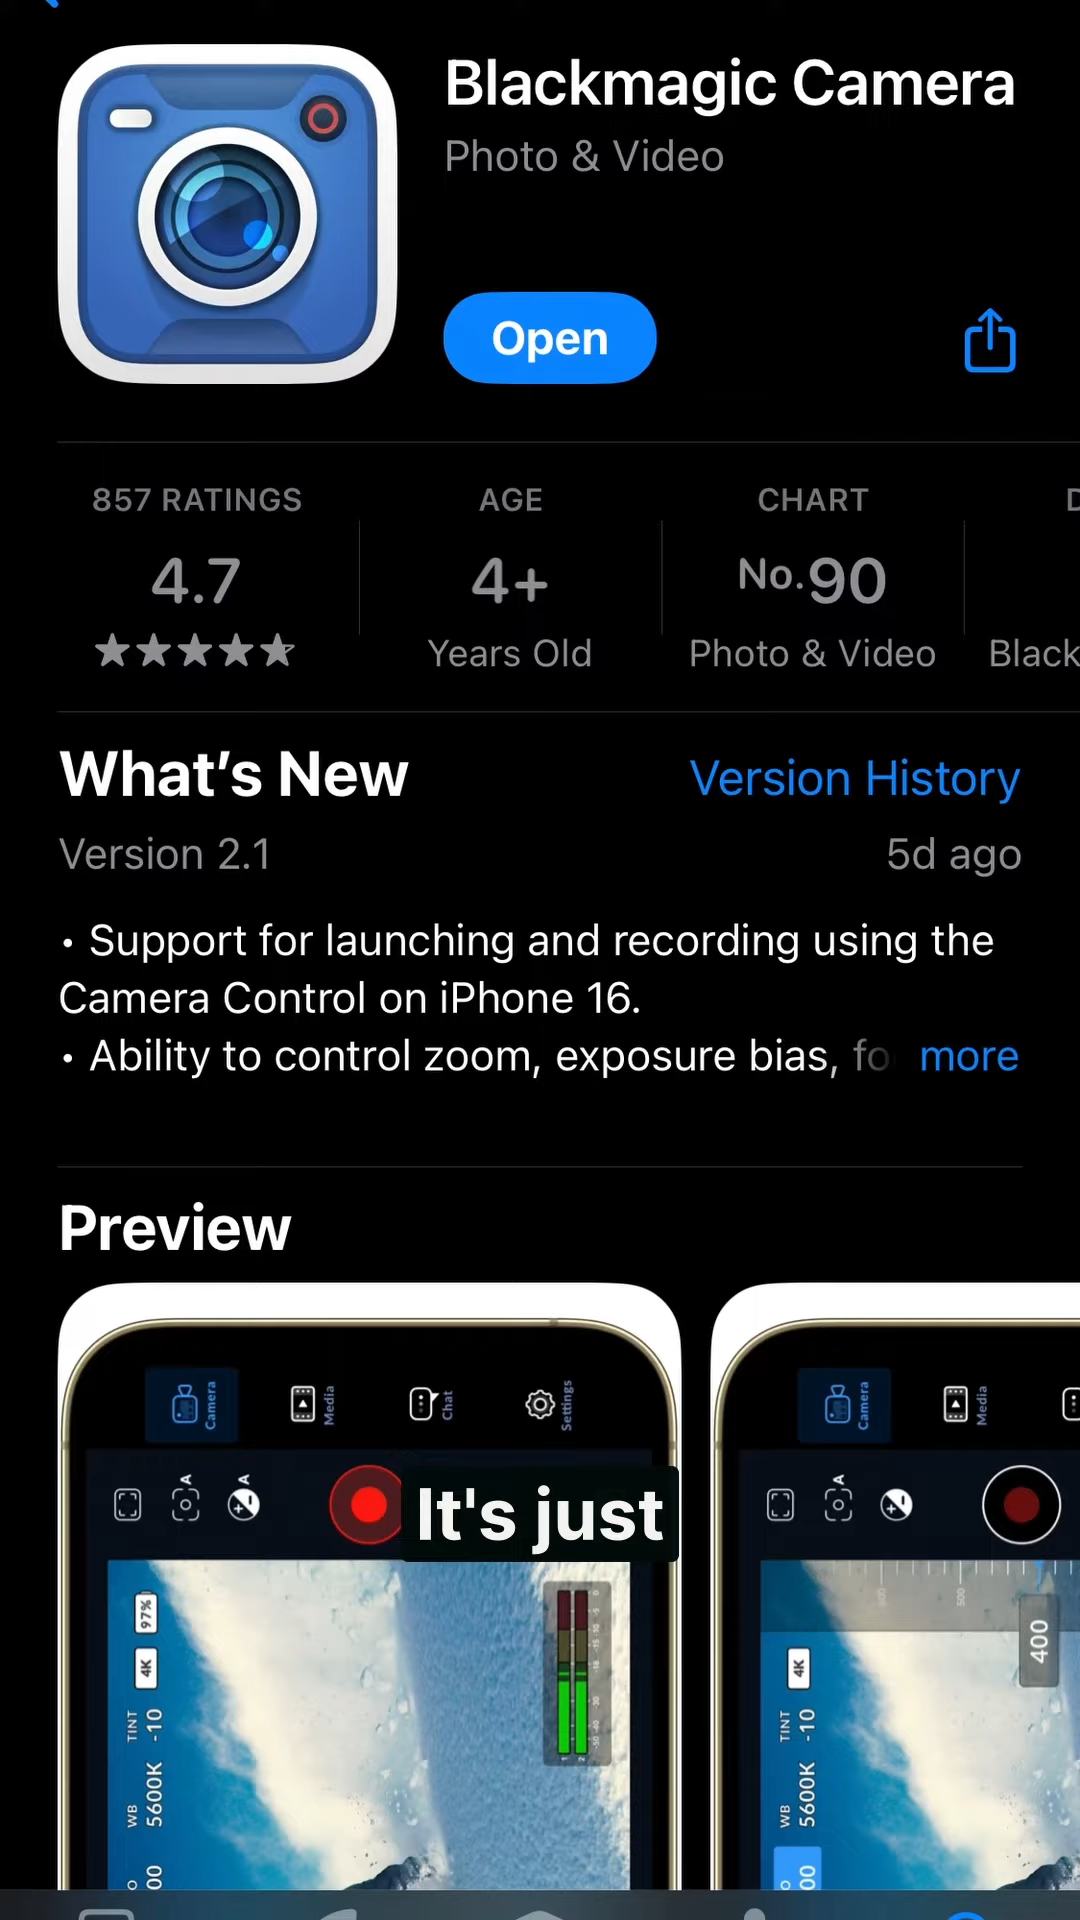 Blackmagic Camera
Photo & Video
Open
857 RATINGS
4.7
AGE
4+
Years Old
CHART
No.90
Photo & Video
D
Black
What's New
Version History
Version 2.1
5d ago
• Support for launching and recording using the
Camera Control on iPhone 16.
• Ability to control zoom, exposure bias, fo more
Preview
Camera
Media
Chat
Settings
A
A
It's just
97%
4K
TINT
-10
WB
5600K
00
Camera
Media
A
500
400
4K
TINT
-10
WB
5600K
00